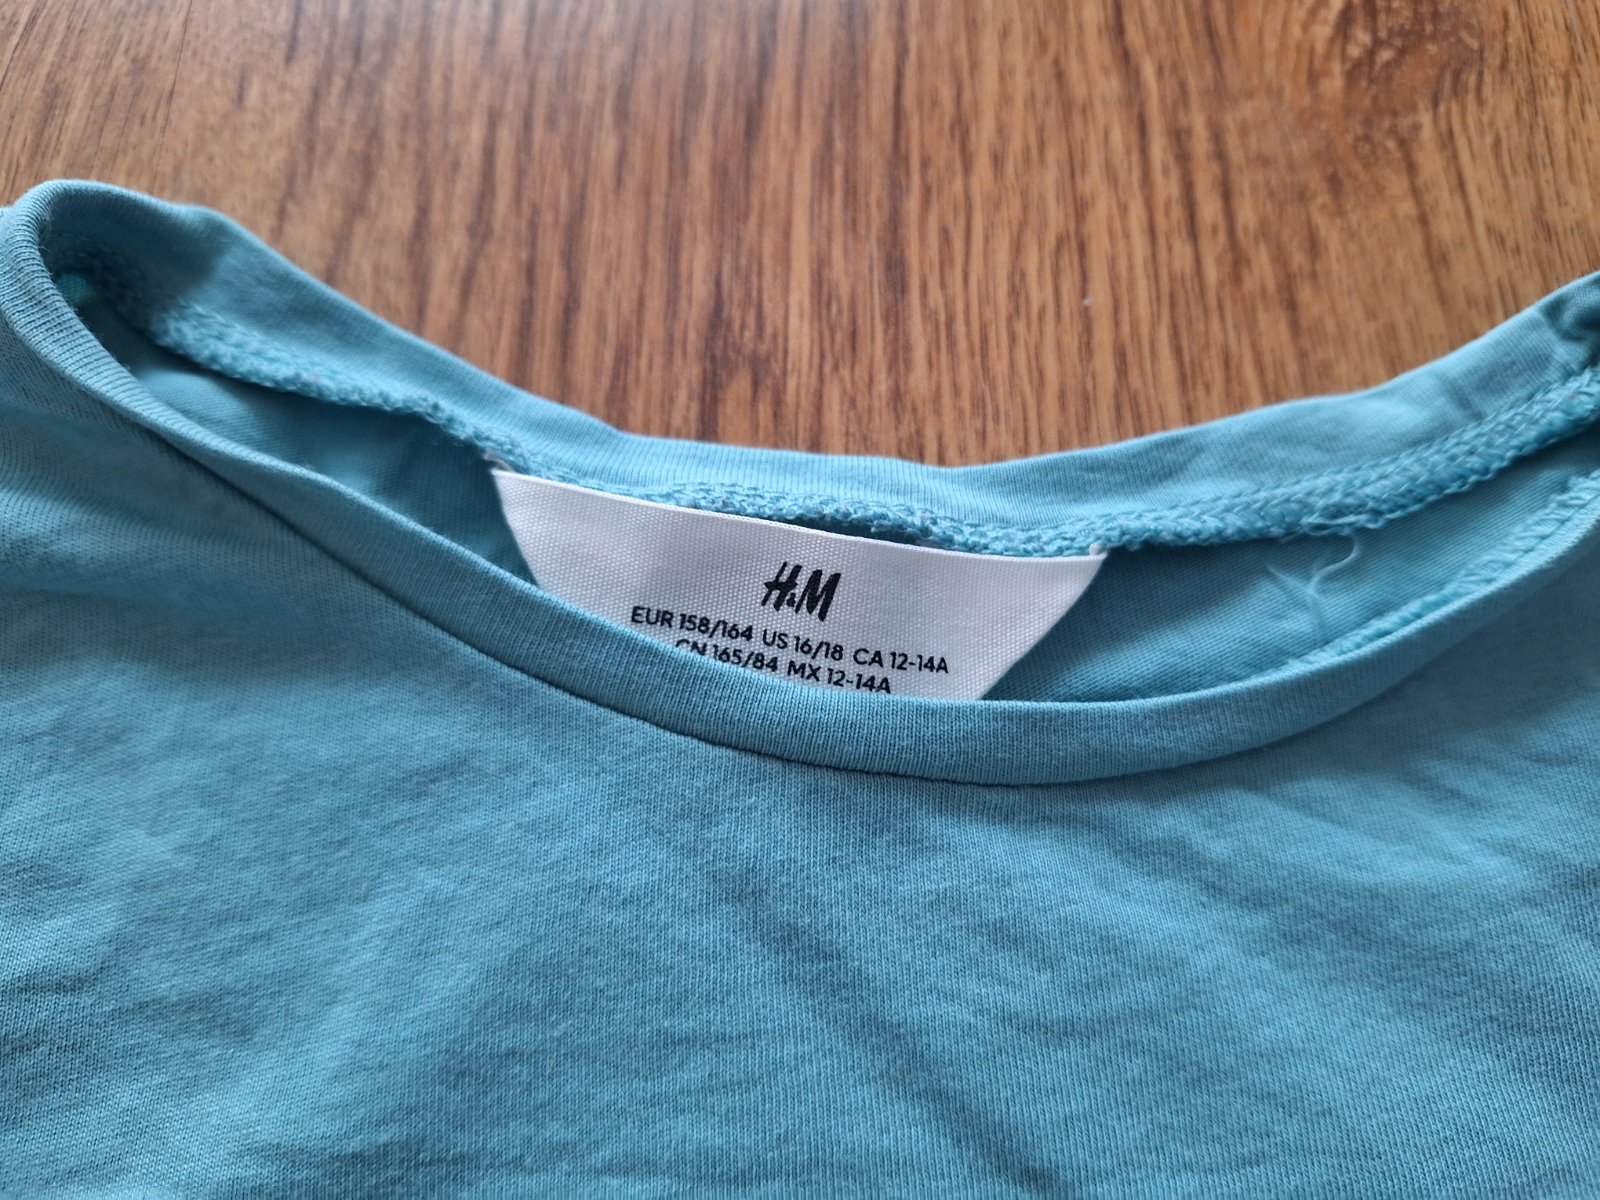 H&M
EUR 158/164 US 16/18 CA 12-14A
CN 165/84 MX 12-14A